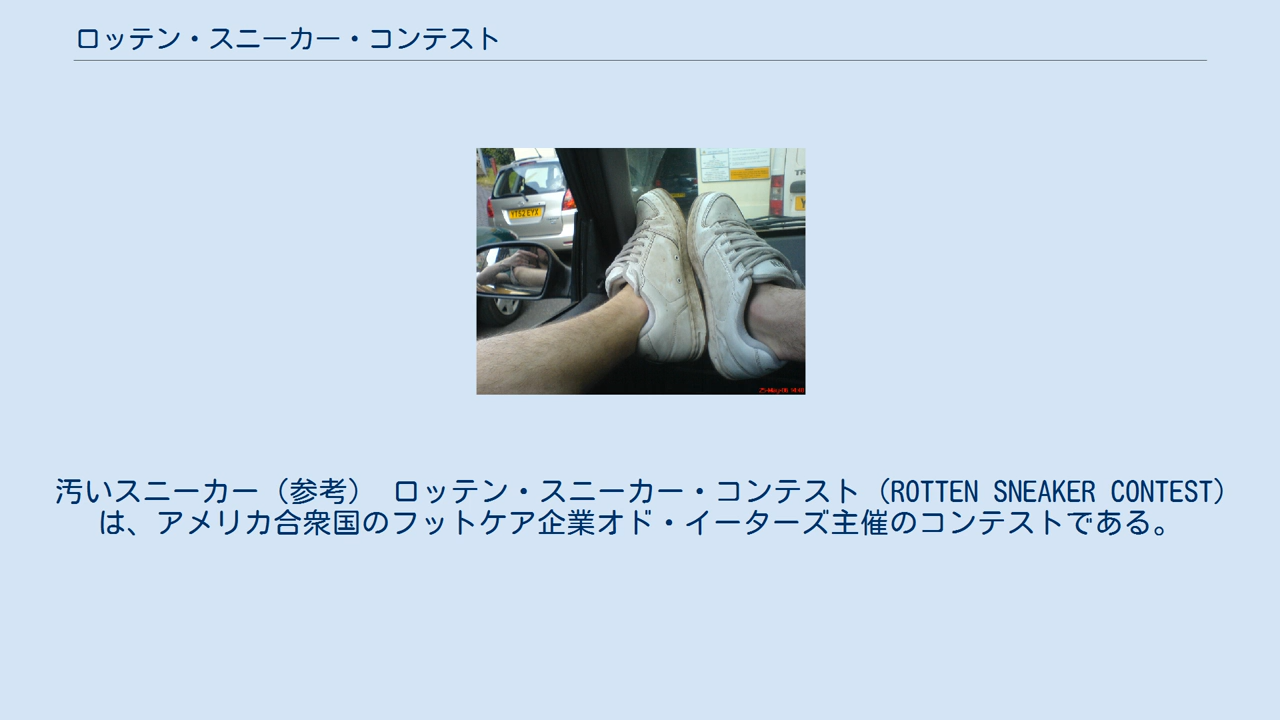 ロッテン・スニーカー・コンテスト
YT52 EYX
汚いスニーカー（参考） ロッテン・スニーカー・コンテスト（ROTTEN SNEAKER CONTEST）
は、アメリカ合衆国のフットケア企業オド・イーターズ主催のコンテストである。